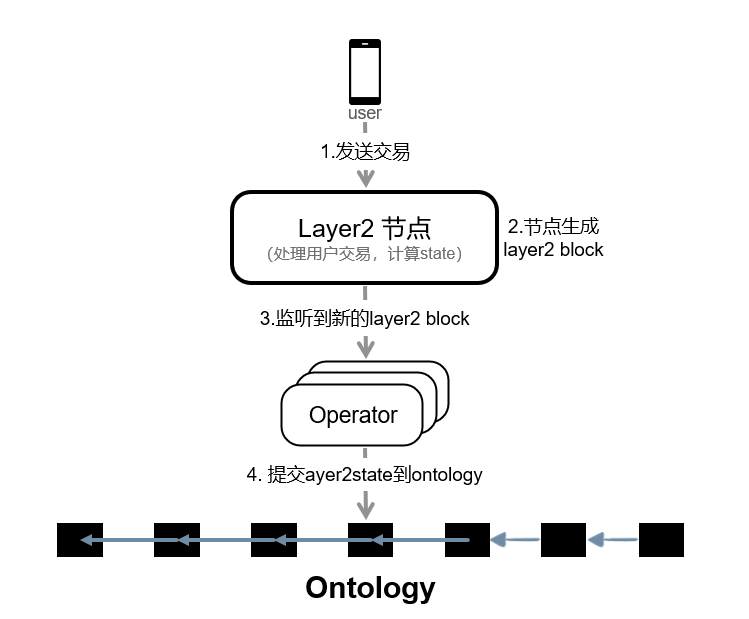 user
1.发送交易
Layer2 节点
（处理用户交易，计算state）
2.节点生成
layer2 block
3.监听到新的layer2 block
Operator
4. 提交ayer2state到ontology
Ontology